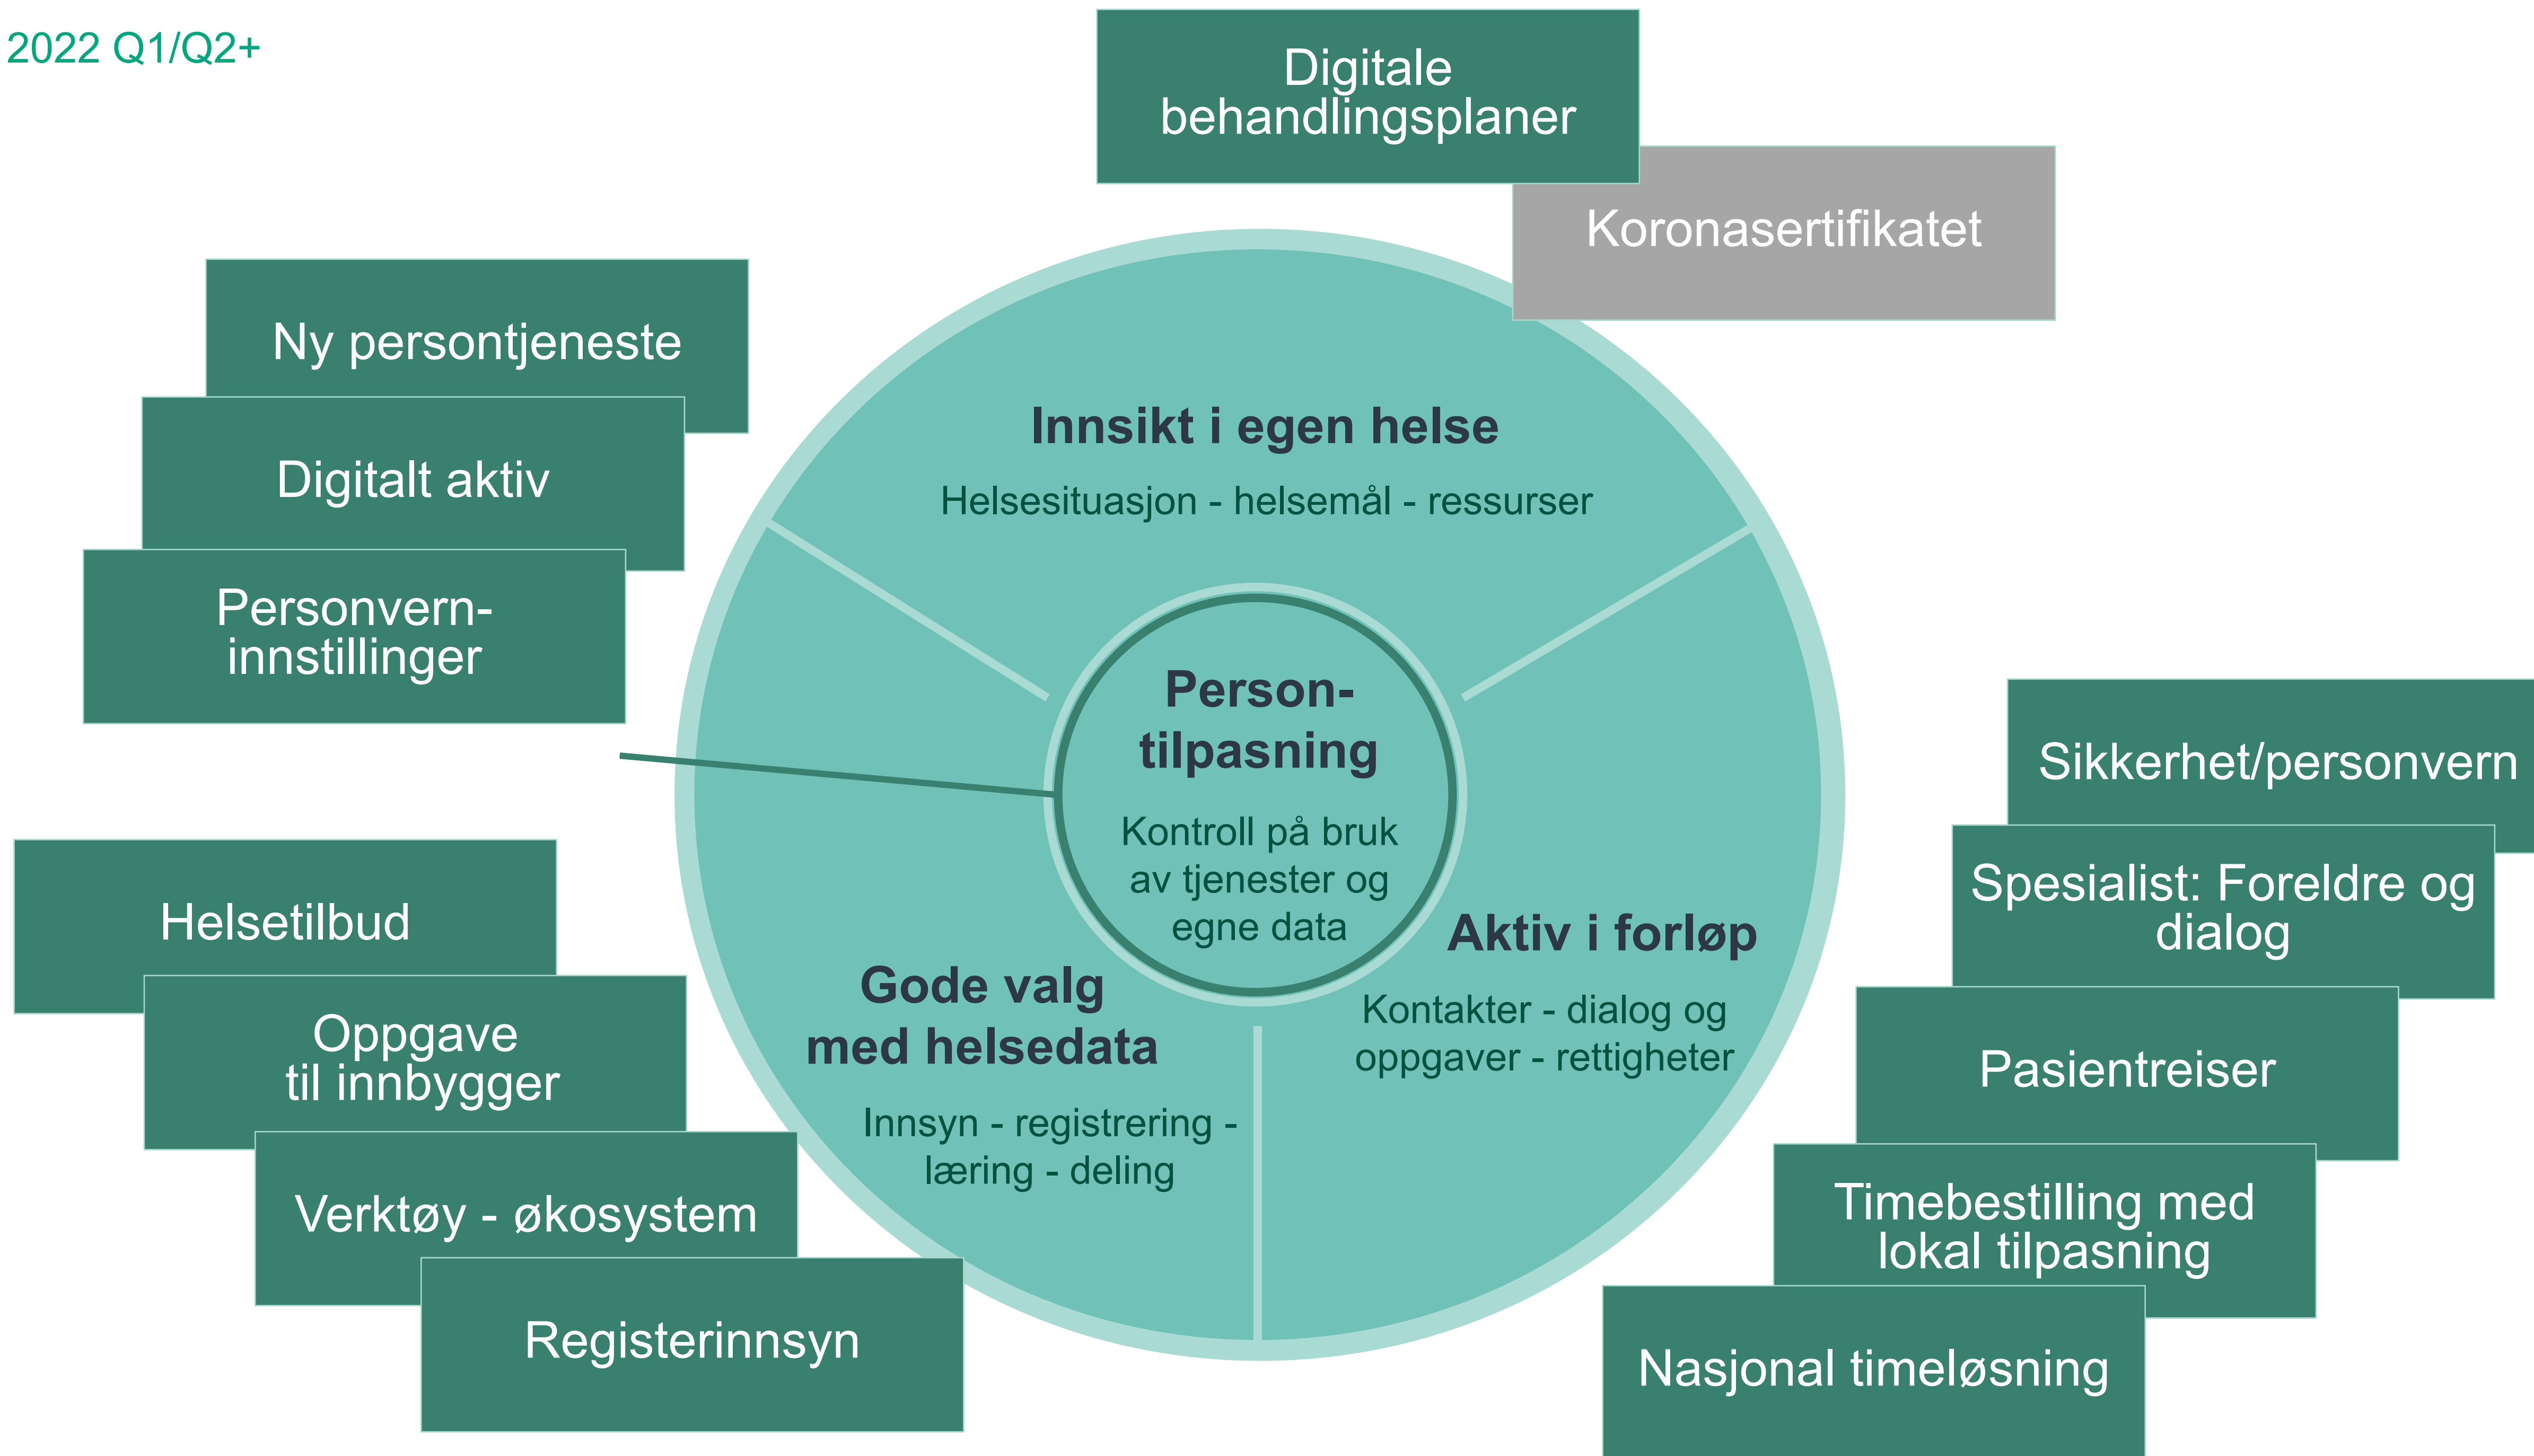 2022 Q1/Q2+
Digitale
behandlingsplaner
Koronasertifikatet
Ny persontjeneste
Digitalt aktiv
Personvern-
innstillinger
Innsikt i egen helse
Helsesituasjon - helsemål - ressurser
Person-
tilpasning
Kontroll på bruk
av tjenester og
egne data
Gode valg
med helsedata
Innsyn - registrering -
læring - deling
Aktiv i forløp
Kontakter - dialog og
oppgaver - rettigheter
Helsetilbud
Oppgave
til innbygger
Verktøy - økosystem
Registerinnsyn
Sikkerhet/personvern
Spesialist: Foreldre og
dialog
Pasientreiser
Timebestilling med
lokal tilpasning
Nasjonal timeløsning